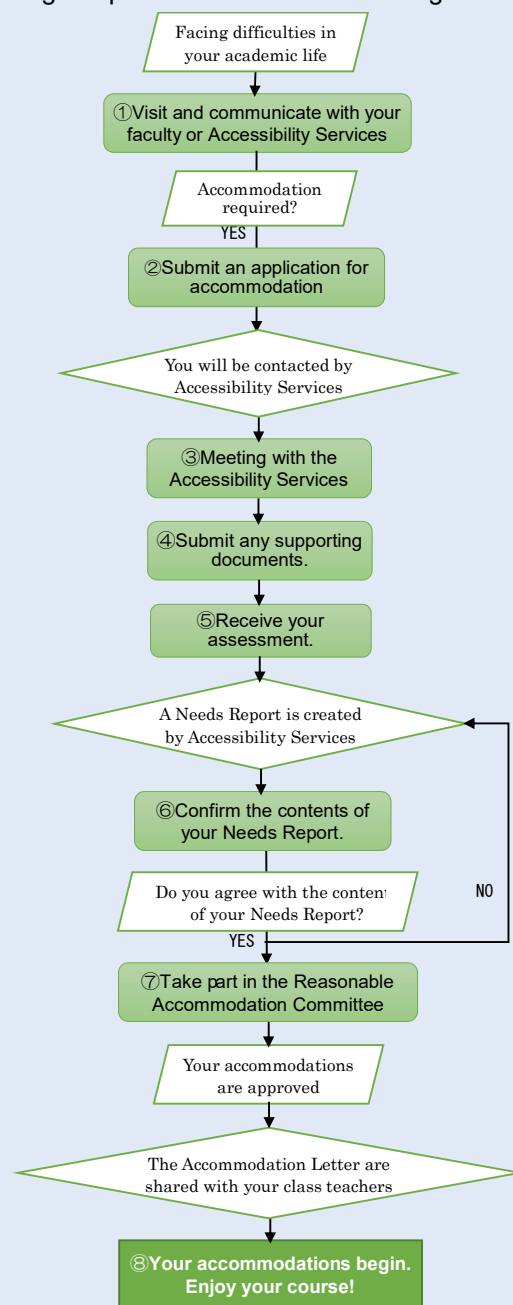 Facing difficulties in
your academic life
①Visit and communicate with your
faculty or Accessibility Services
Accommodation
required?
YES
②Submit an application for
accommodation
You will be contacted by
Accessibility Services
③Meeting with the
Accessibility Services
④Submit any supporting
documents.
⑤Receive your
assessment.
A Needs Report is created
by Accessibility Services
⑥Confirm the contents of
your Needs Report.
Do you agree with the conten
of your Needs Report?
NO
YES
⑦Take part in the Reasonable
Accommodation Committee
Your accommodations
are approved
The Accommodation Letter are
shared with your class teachers
⑧Your accommodations begin.
Enjoy your course!